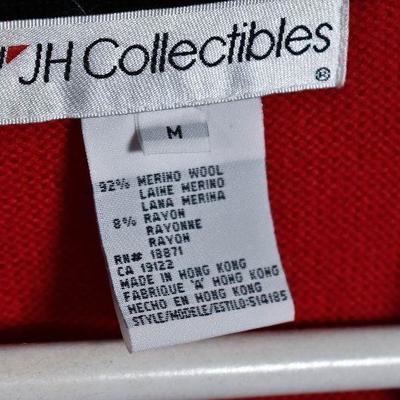 JH Collectibles
®
M
92% MERINO WOOL
LAINE MERINO
LANA MERINA
8% RAYON
RAYONNE
RAYON
RN# 18871
CA 19122
MADE IN HONG KONG
FABRIQUE 'A' HONG KONG
HECHO EN HONG KONG
STYLE/MODELE/ESTILO:S14185